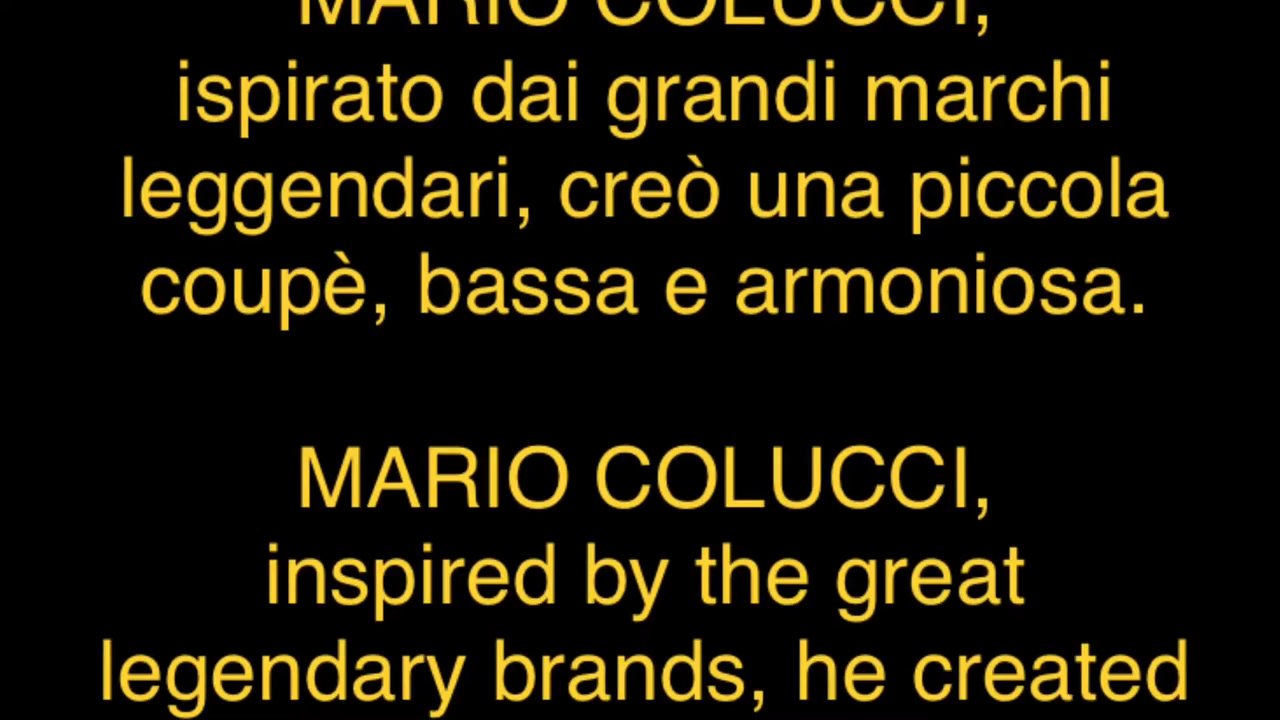 MARIO COLUCCI,
ispirato dai grandi marchi
leggendari, creò una piccola
coupè, bassa e armoniosa.
MARIO COLUCCI,
inspired by the great
legendary brands, he created